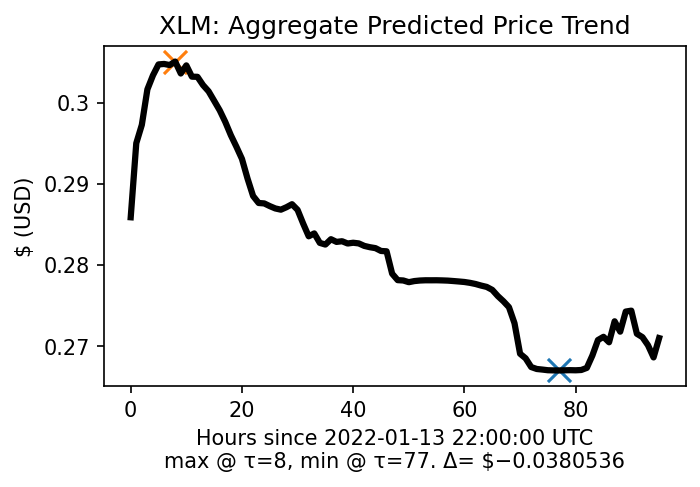 XLM: Aggregate Predicted Price Trend
0.3
0.29
0.28
0.27
$ (USD)
0
20
40
60
80
Hours since 2022-01-13 22:00:00 UTC
max @ τ=8, min @ τ=77. Δ= $−0.0380536